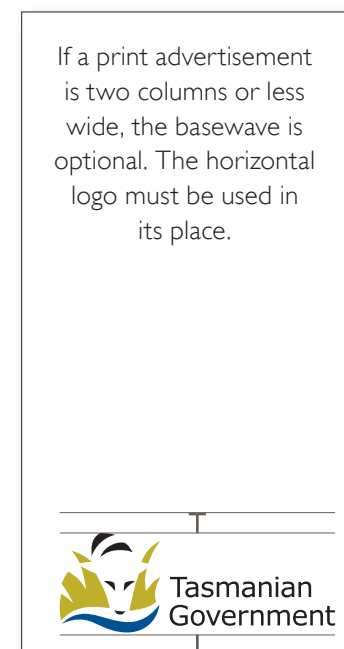 If a print advertisement
is two columns or less
wide, the basewave is
optional. The horizontal
logo must be used in
its place.
Tasmanian
Government